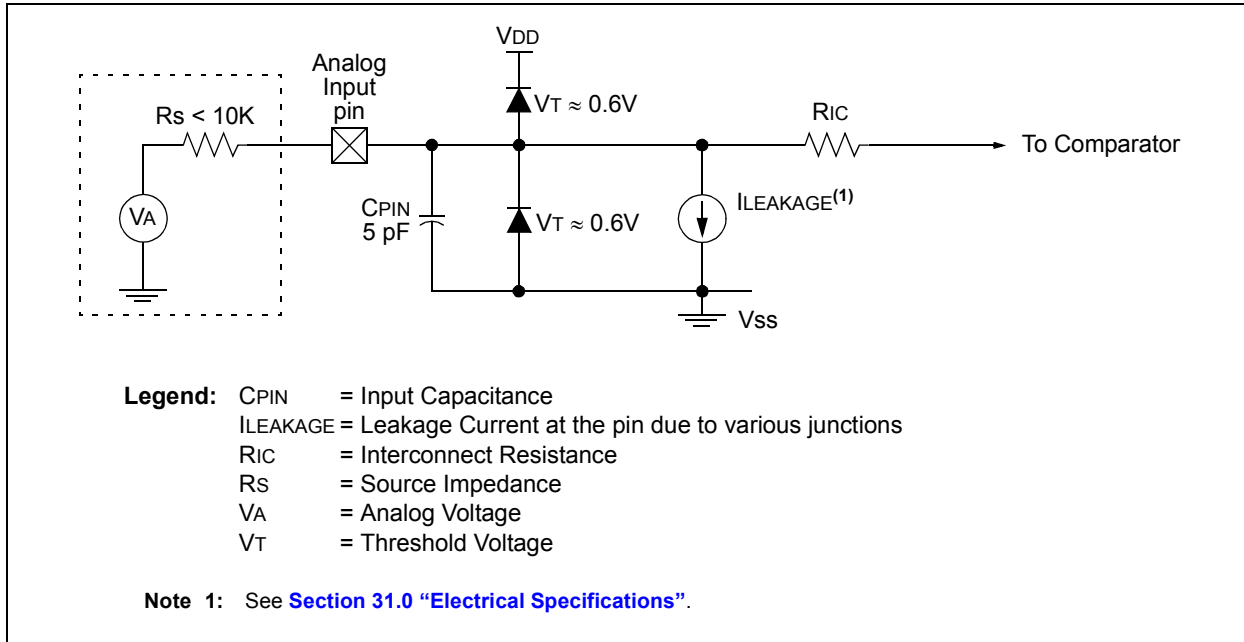 VDD
Analog
Input
pin
Rs < 10K
VT ≈ 0.6V
RIC
To Comparator
VA
CPIN
5 pF
VT ≈ 0.6V
ILEAKAGE(1)
Vss
Legend: CPIN = Input Capacitance
ILEAKAGE = Leakage Current at the pin due to various junctions
RIC = Interconnect Resistance
RS = Source Impedance
VA = Analog Voltage
VT = Threshold Voltage
Note 1: See Section 31.0 “Electrical Specifications”.